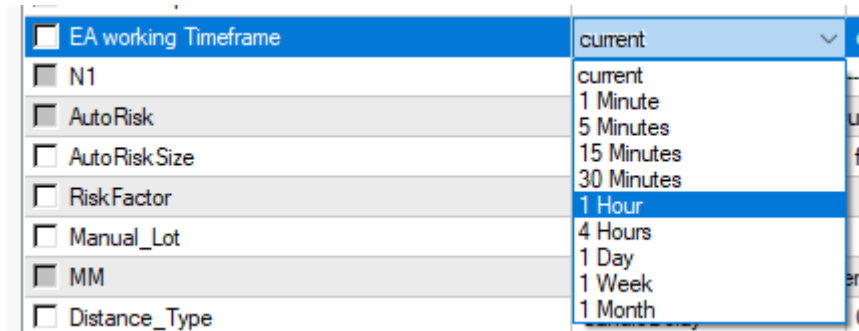 EA working Timeframe current
N1
AutoRisk
AutoRiskSize
RiskFactor
Manual_Lot
MM
Distance_Type
current
1 Minute
5 Minutes
15 Minutes
30 Minutes
1 Hour
4 Hours
1 Day
1 Week
1 Month